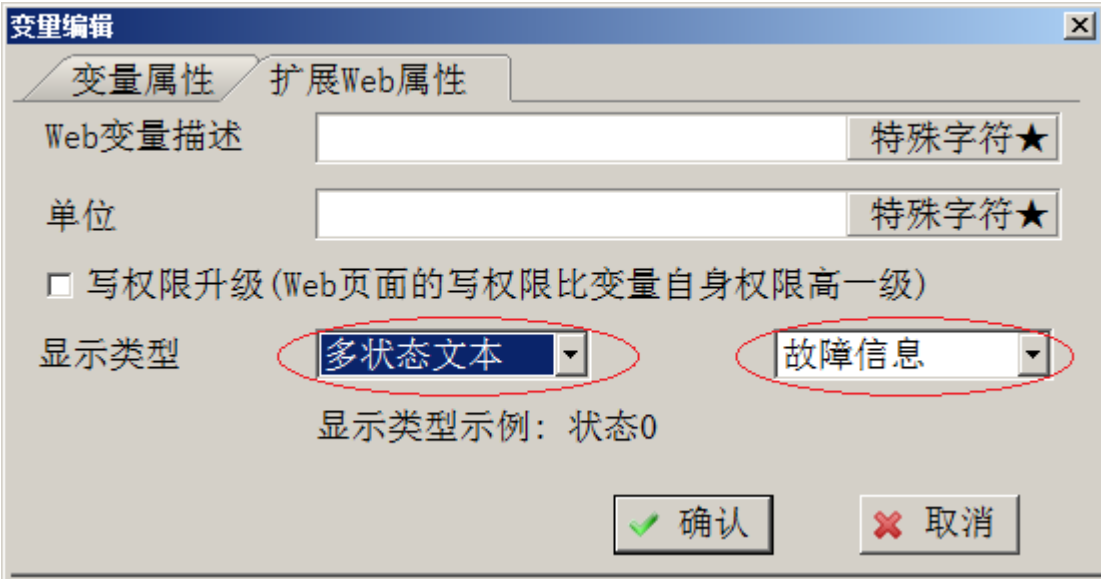 变量编辑
变量属性 扩展Web属性
Web变量描述 特殊字符★
单位 特殊字符★
写权限升级(Web页面的写权限比变量自身权限高一级)
显示类型 多状态文本 故障信息
显示类型示例: 状态0
确认 取消